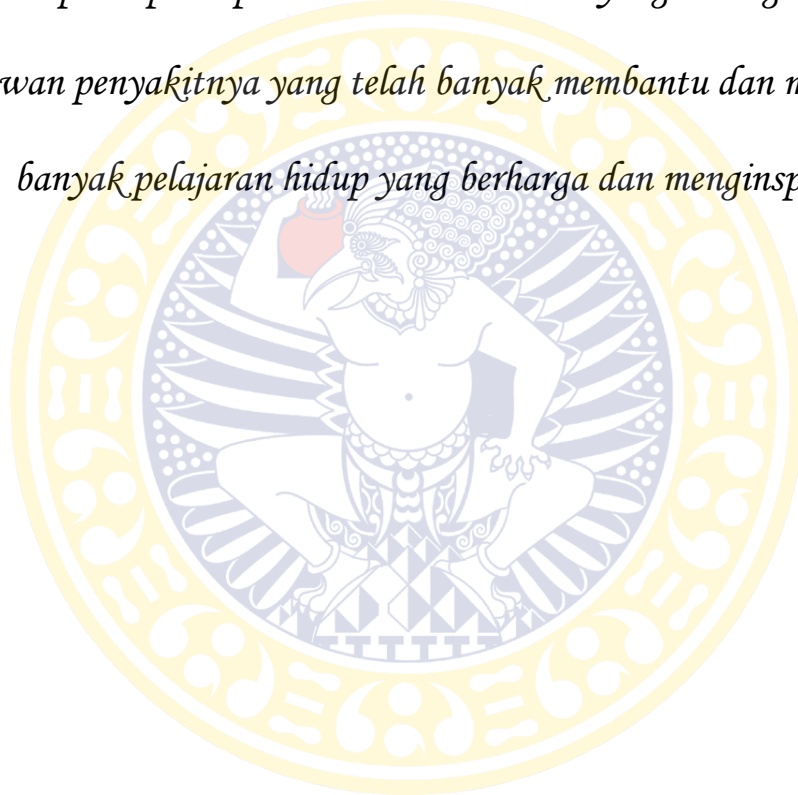 wan penyakitnya yang telah banyak membantu dan m
banyak pelajaran hidup yang berharga dan menginsp